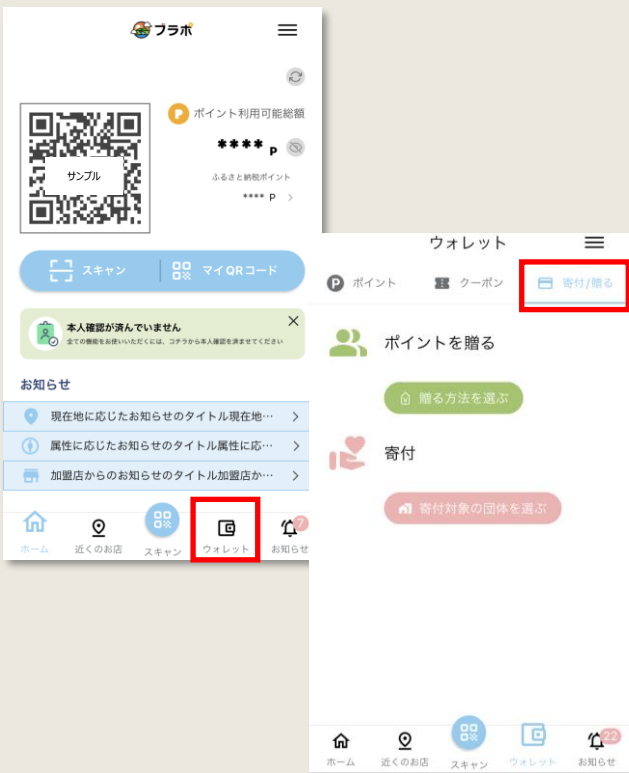 ブラポ
P ポイント利用可能総額
**** P
サンプル
ふるさと納税ポイント
**** P
スキャン
マイQRコード
本人確認が済んでいません
全ての機能をお使いいただくには、コチラから本人確認を済ませてください
お知らせ
現在地に応じたお知らせのタイトル現在地…
属性に応じたお知らせのタイトル属性に応…
加盟店からのお知らせのタイトル加盟店か…
7
ホーム
近くのお店
スキャン
ウォレット
お知らせ
ウォレット
P ポイント
クーポン
寄付/贈る
ポイントを贈る
贈る方法を選ぶ
寄付
寄付対象の団体を選ぶ
22
ホーム
近くのお店
スキャン
ウォレット
お知らせ